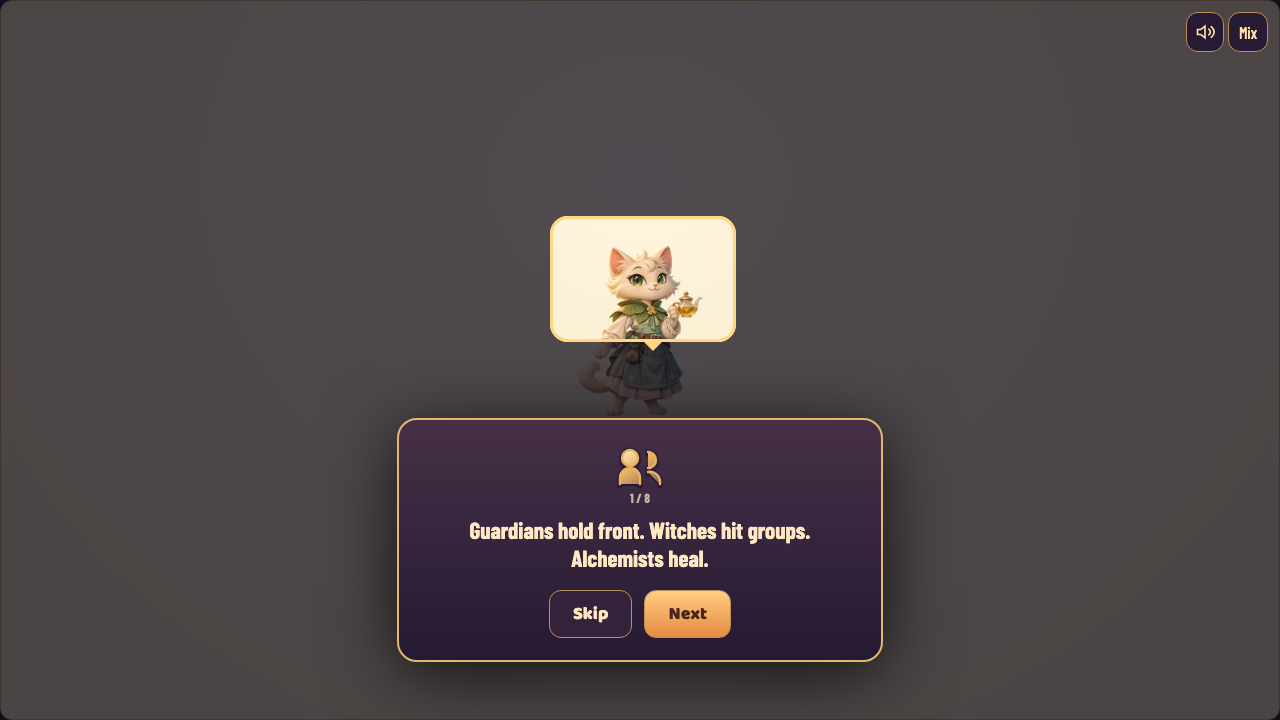 Mix
1 / 8
Guardians hold front. Witches hit groups.
Alchemists heal.
Skip
Next